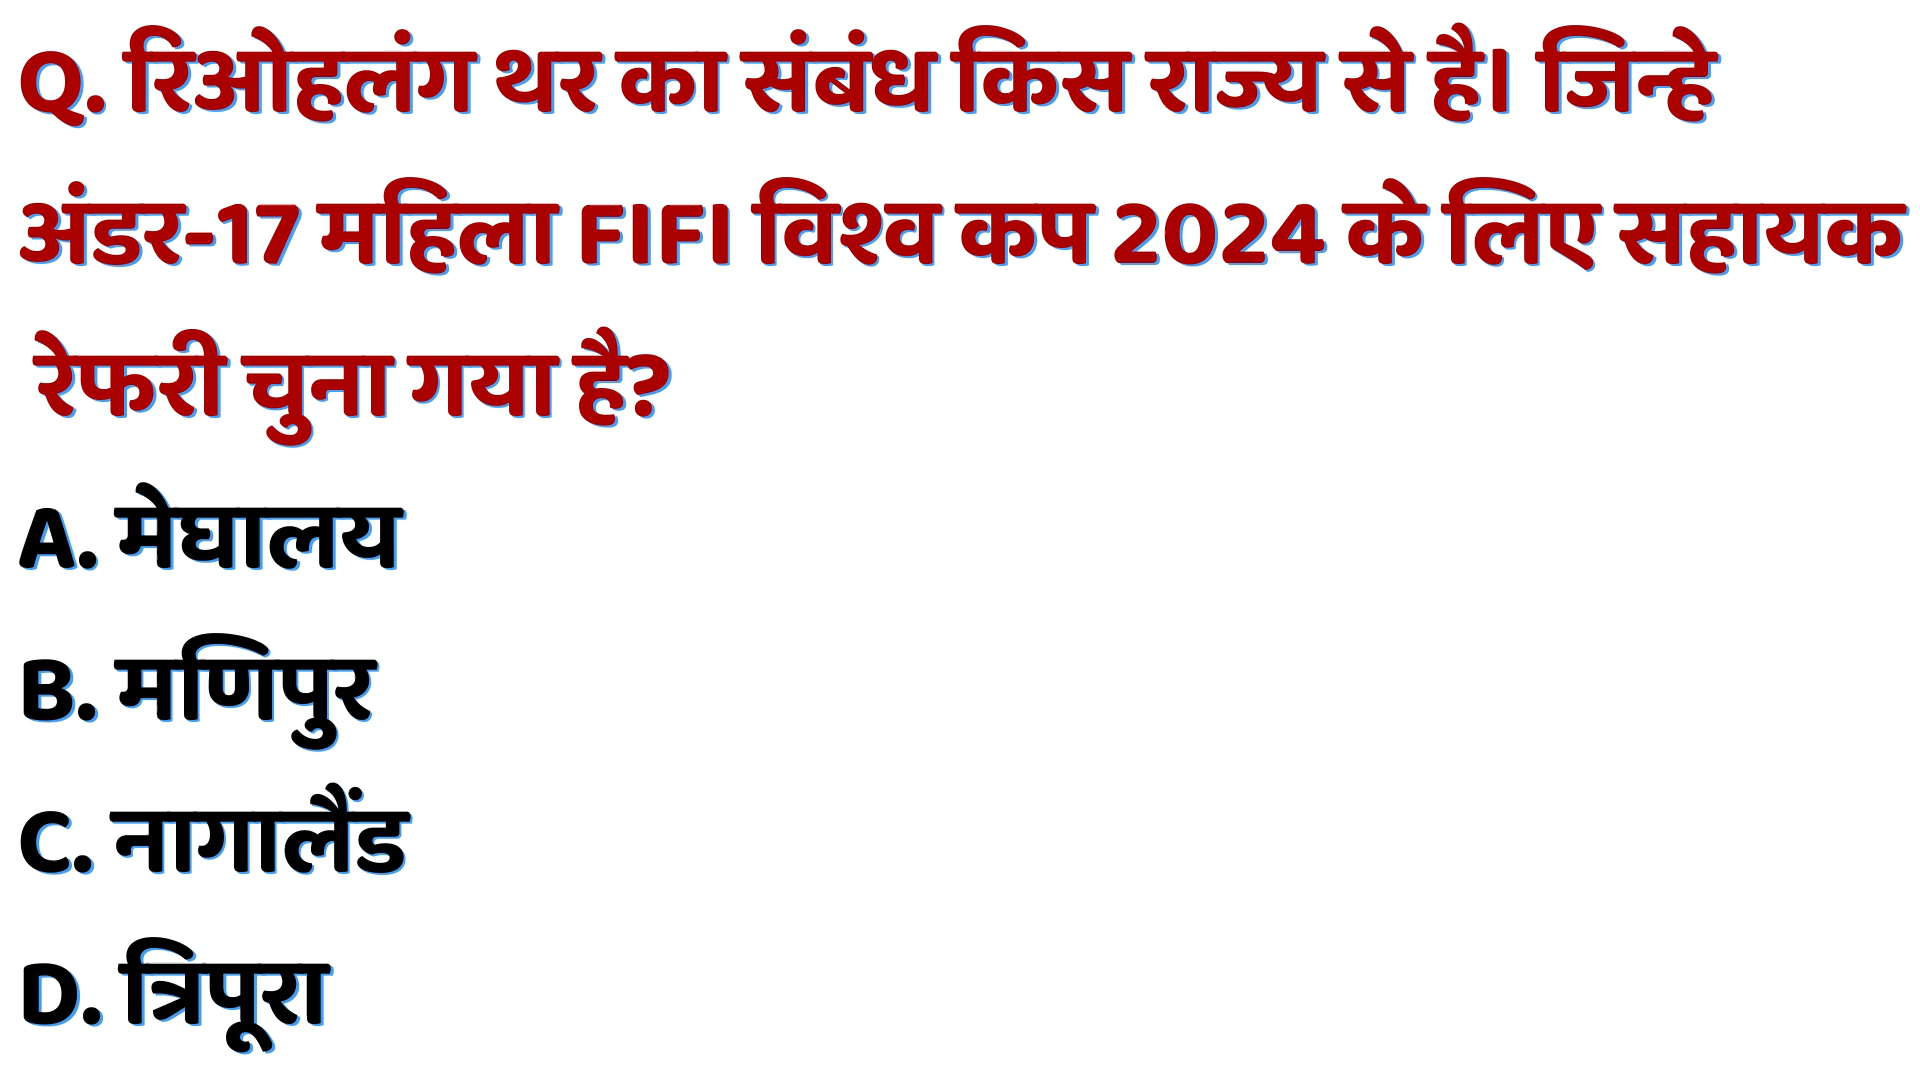 Q. रिओहलंग थर का संबंध किस राज्य से है। जिन्हे
अंडर-17 महिला FIFI विश्व कप 2024 के लिए सहायक
रेफरी चुना गया है?
A. मेघालय
B. मणिपुर
C. नागालैंड
D. त्रिपूरा